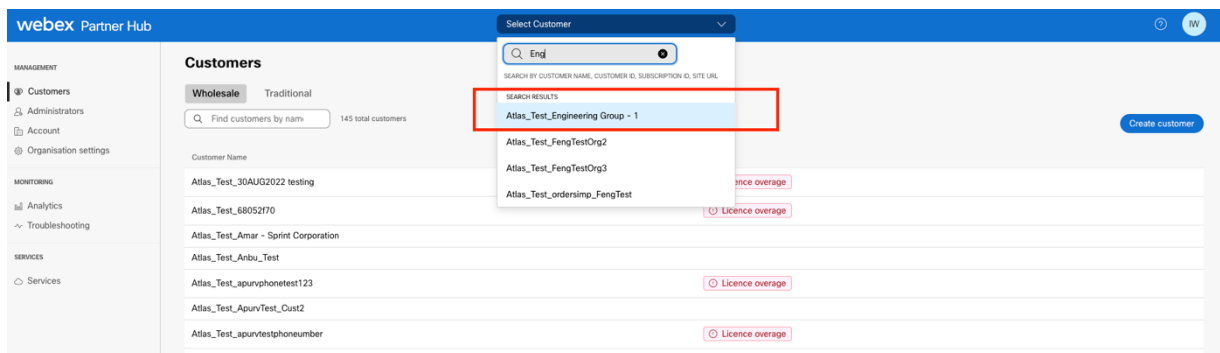 webex Partner Hub
Select Customer
IW
MANAGEMENT
Customers
Administrators
Account
Organisation settings
MONITORING
Analytics
Troubleshooting
SERVICES
Services
Customers
Wholesale Traditional
Find customers by name
145 total customers
Create customer
Eng
SEARCH BY CUSTOMER NAME, CUSTOMER ID, SUBSCRIPTION ID, SITE URL
SEARCH RESULTS
Atlas_Test_Engineering Group - 1
Atlas_Test_FengTestOrg2
Atlas_Test_FengTestOrg3
Atlas_Test_ordersimp_FengTest
Customer Name
Atlas_Test_30AUG2022 testing
ence overage
Atlas_Test_68052f70
Licence overage
Atlas_Test_Amar - Sprint Corporation
Atlas_Test_Anbu_Test
Atlas_Test_apurvphonetest123
Licence overage
Atlas_Test_ApurvTest_Cust2
Atlas_Test_apurvtestphoneumber
Licence overage